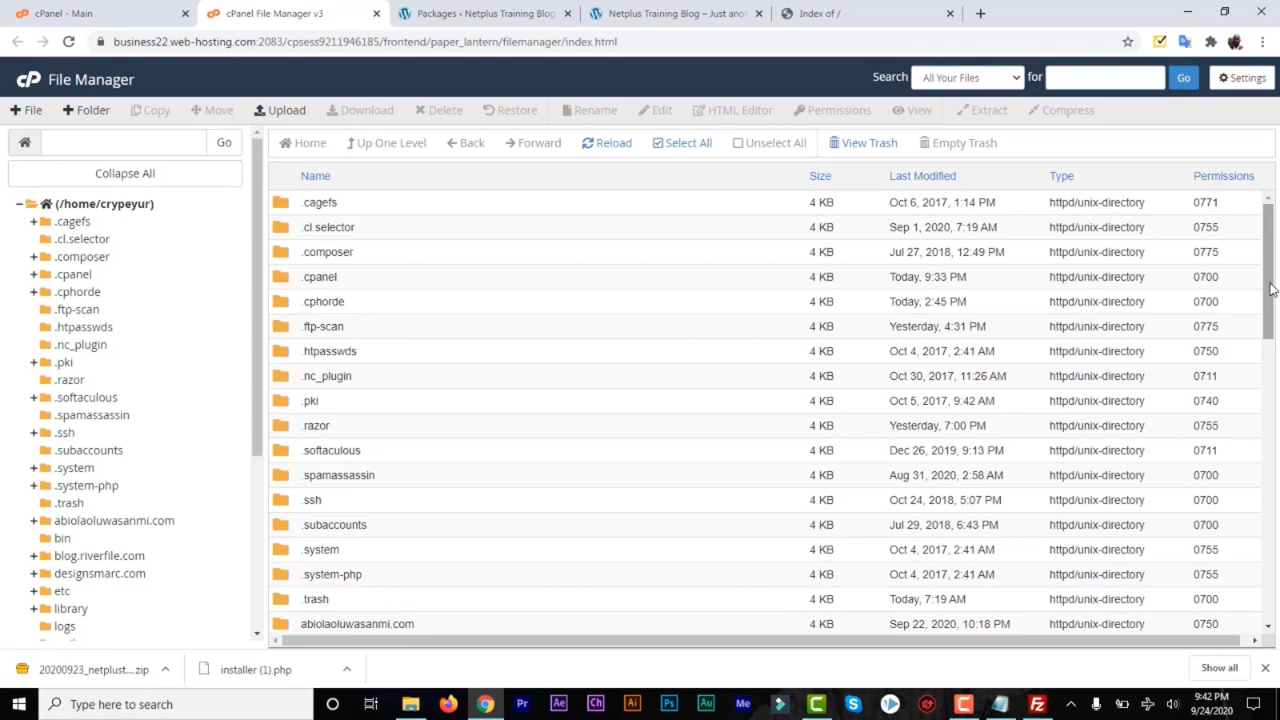 cPanel - Main
cPanel File Manager v3
Packages ‹ Netplus Training Blog
Netplus Training Blog – Just anot
Index of /
business22.web-hosting.com:2083/cpsess9211946185/frontend/paper_lantern/filemanager/index.html
cP File Manager
Search
All Your Files
for
Go
Settings
File
Folder
Copy
Move
Upload
Download
Delete
Restore
Rename
Edit
HTML Editor
Permissions
View
Extract
Compress
Go
Home
Up One Level
Back
Forward
Reload
Select All
Unselect All
View Trash
Empty Trash
Collapse All
(/home/crypeyur)
.cagefs
.cl.selector
.composer
.cpanel
.cphorde
.ftp-scan
.htpasswds
.nc_plugin
.pki
.razor
.softaculous
.spamassassin
.ssh
.subaccounts
.system
.system-php
.trash
abiolaoluwasanmi.com
bin
blog.riverfile.com
designsmarc.com
etc
library
logs
Name Size Last Modified Type Permissions
.cagefs 4 KB Oct 6, 2017, 1:14 PM httpd/unix-directory 0771
.cl.selector 4 KB Sep 1, 2020, 7:19 AM httpd/unix-directory 0755
.composer 4 KB Jul 27, 2018, 12:49 PM httpd/unix-directory 0775
.cpanel 4 KB Today, 9:33 PM httpd/unix-directory 0700
.cphorde 4 KB Today, 2:45 PM httpd/unix-directory 0700
.ftp-scan 4 KB Yesterday, 4:31 PM httpd/unix-directory 0775
.htpasswds 4 KB Oct 4, 2017, 2:41 AM httpd/unix-directory 0750
.nc_plugin 4 KB Oct 30, 2017, 11:26 AM httpd/unix-directory 0711
.pki 4 KB Oct 5, 2017, 9:42 AM httpd/unix-directory 0740
.razor 4 KB Yesterday, 7:00 PM httpd/unix-directory 0755
.softaculous 4 KB Dec 26, 2019, 9:13 PM httpd/unix-directory 0711
.spamassassin 4 KB Aug 31, 2020, 2:58 AM httpd/unix-directory 0700
.ssh 4 KB Oct 24, 2018, 5:07 PM httpd/unix-directory 0700
.subaccounts 4 KB Jul 29, 2018, 6:43 PM httpd/unix-directory 0700
.system 4 KB Oct 4, 2017, 2:41 AM httpd/unix-directory 0755
.system-php 4 KB Oct 4, 2017, 2:41 AM httpd/unix-directory 0755
.trash 4 KB Today, 7:19 AM httpd/unix-directory 0700
abiolaoluwasanmi.com 4 KB Sep 22, 2020, 10:18 PM httpd/unix-directory 0750
20200923_netplust....zip
installer (1).php
Show all
Type here to search
Pr
Ae
Ch
Ai
Ps
Au
Me
Fz
9:42 PM
9/24/2020